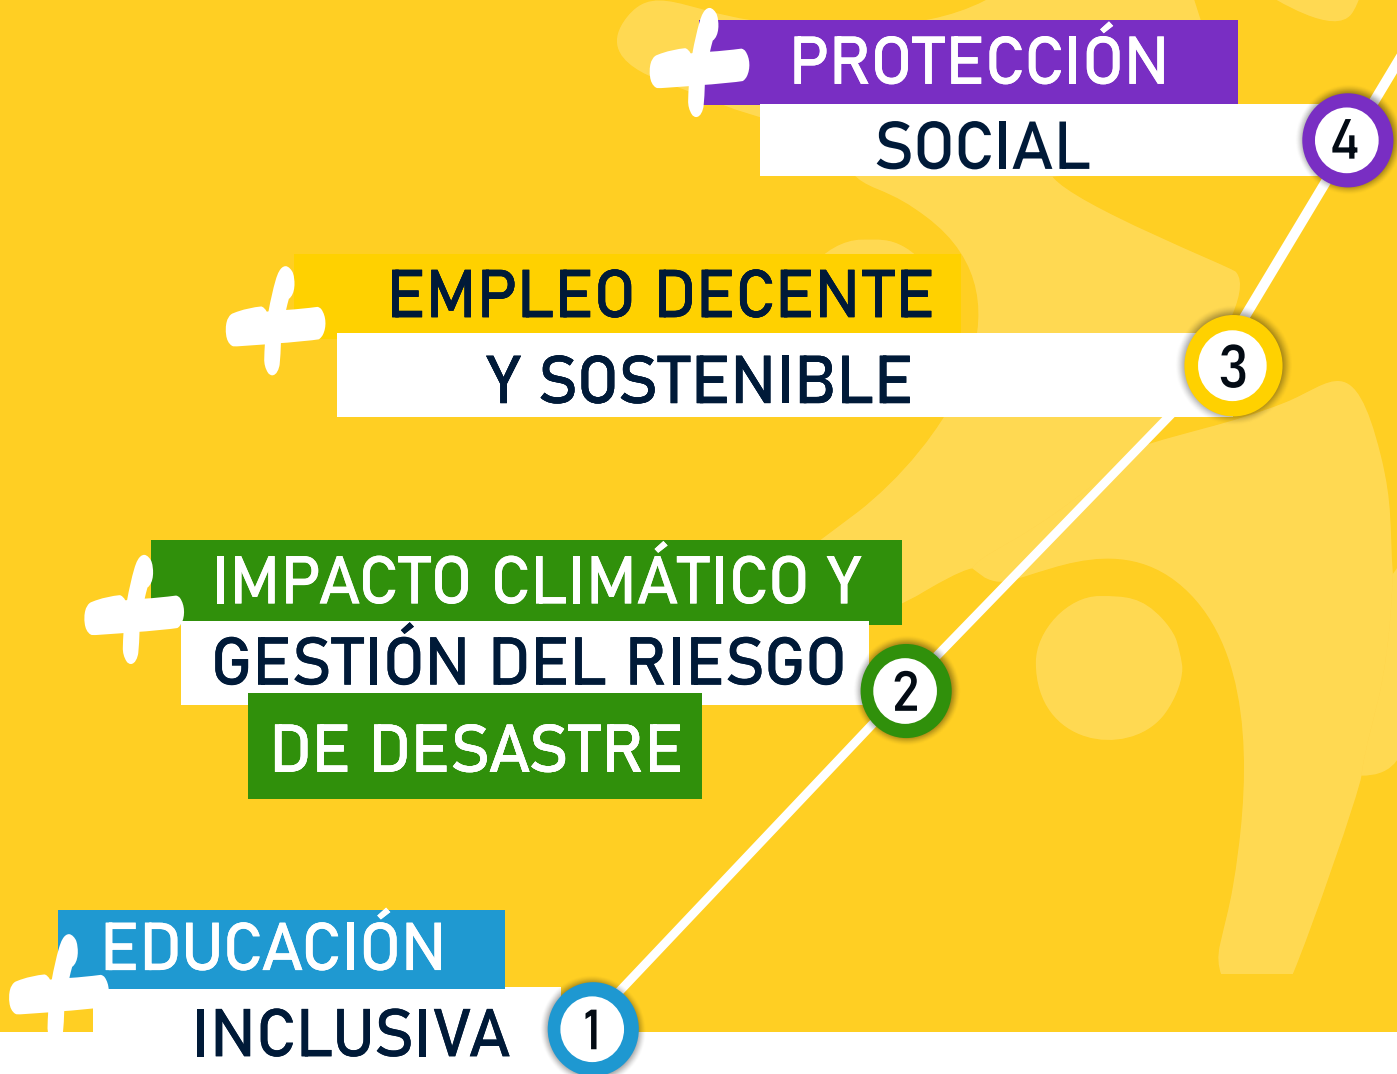 PROTECCIÓN
SOCIAL
4
EMPLEO DECENTE
Y SOSTENIBLE
3
IMPACTO CLIMÁTICO Y
GESTIÓN DEL RIESGO
DE DESASTRE
2
EDUCACIÓN
INCLUSIVA
1